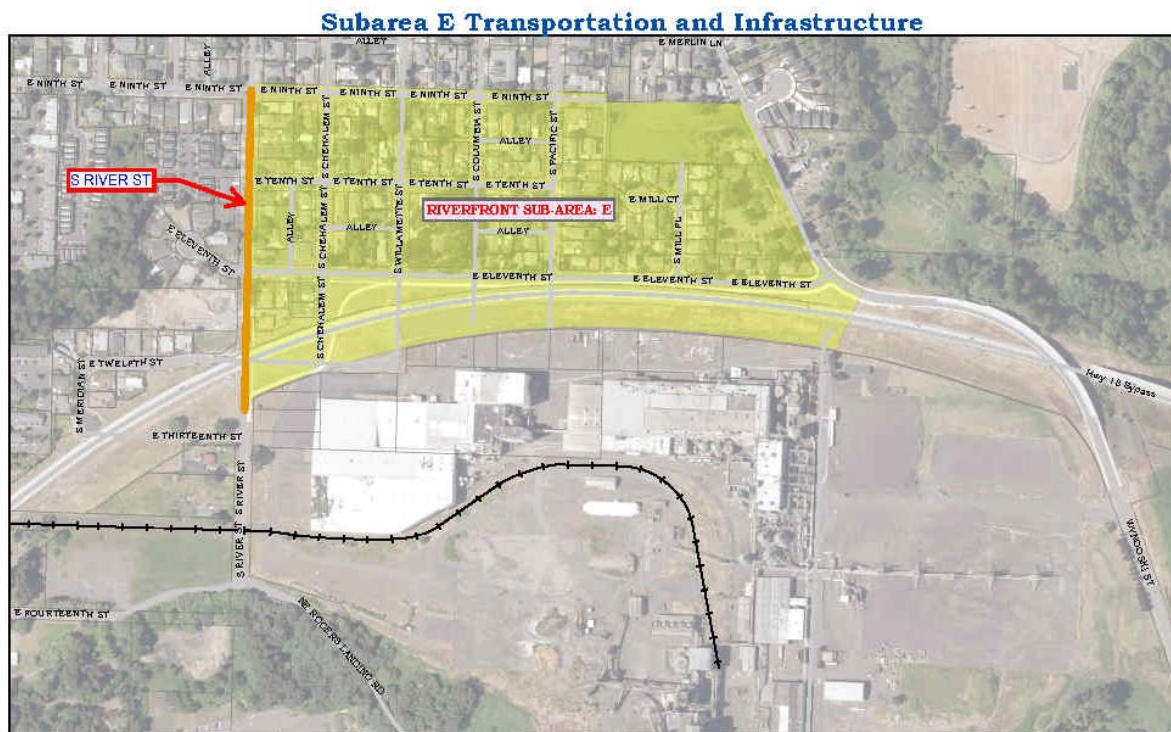 Subarea E Transportation and Infrastructure
ALLEY
ALLEY
E MERLIN LN
E NINTH ST
E NINTH ST
E NINTH ST
E NINTH ST
E NINTH ST
E NINTH ST
E NINTH ST
S CHEHALEM ST
S COLUMBIA ST
S PACIFIC ST
ALLEY
S RIVER ST
E TENTH ST
E TENTH ST
E TENTH ST
E TENTH ST
E MILL CT
RIVERFRONT SUB-AREA: E
ALLEY
S CHEHALEM ST
ALLEY
S WILLAMETTE ST
ALLEY
S MILL PL
E ELEVENTH ST
E ELEVENTH ST
E ELEVENTH ST
E ELEVENTH ST
S CHEHALEM ST
E TWELFTH ST
S MERIDIAN ST
Hwy 18 Bypass
E THIRTEENTH ST
S RIVER ST
S RIVER ST
WYNOOSKI ST
E FOURTEENTH ST
NE ROGERS LANDING RD